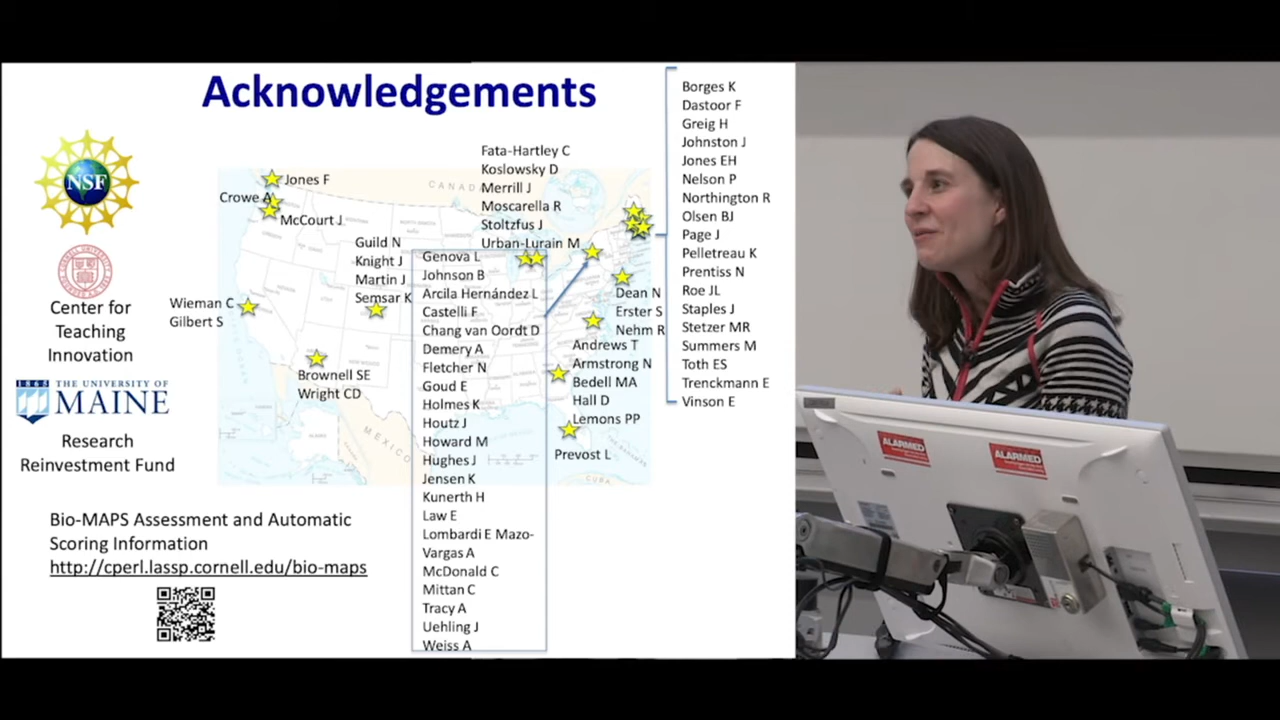 Acknowledgements
NSF
Center for
Teaching
Innovation
1865 THE UNIVERSITY OF
MAINE
Research
Reinvestment Fund
Bio-MAPS Assessment and Automatic
Scoring Information
http://cperl.lassp.cornell.edu/bio-maps
Jones F
Crowe A
McCourt J
Wieman C
Gilbert S
Guild N
Knight J
Martin J
Semsar K
Brownell SE
Wright CD
Fata-Hartley C
Koslowsky D
Merrill J
Moscarella R
Stoltzfus J
Urban-Lurain M
Genova L
Johnson B
Arcila Hernández L
Castelli F
Chang van Oordt D
Demery A
Fletcher N
Goud E
Holmes K
Houtz J
Howard M
Hughes J
Jensen K
Kunerth H
Law E
Lombardi E Mazo-
Vargas A
McDonald C
Mittan C
Tracy A
Uehling J
Weiss A
Dean N
Erster S
Nehm R
Andrews T
Armstrong N
Bedell MA
Hall D
Lemons PP
Prevost L
Borges K
Dastoor F
Greig H
Johnston J
Jones EH
Nelson P
Northington R
Olsen BJ
Page J
Pelletreau K
Prentiss N
Roe JL
Staples J
Stetzer MR
Summers M
Toth ES
Trenckmann E
Vinson E
CANADA
MEXICO
CUBA
ALARMED
ALARMED